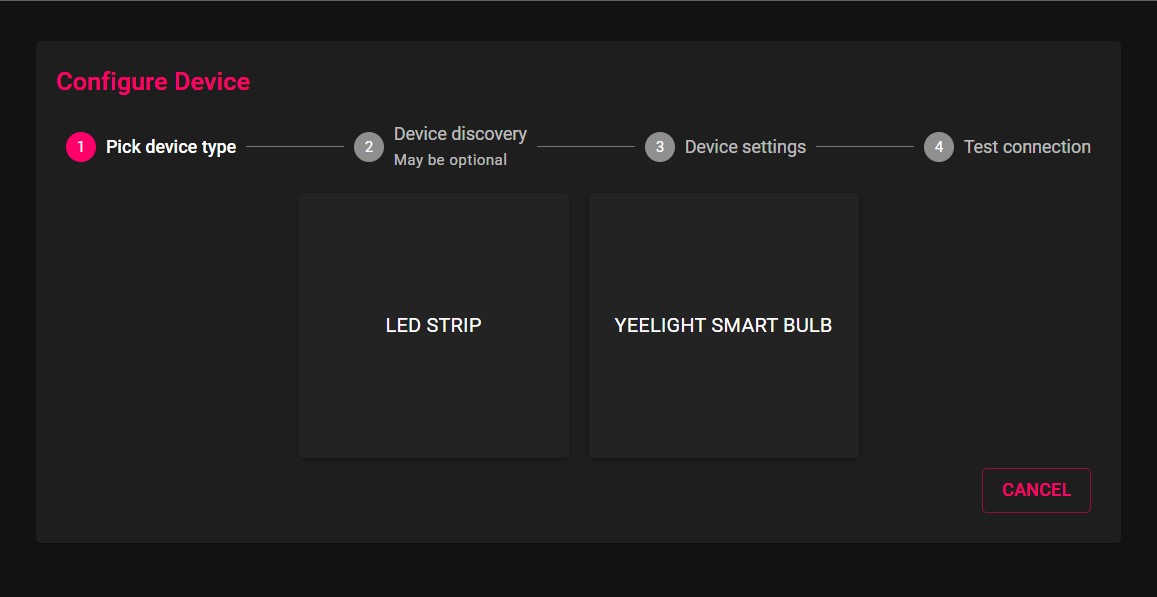 Configure Device
1 Pick device type
2 Device discovery
May be optional
3 Device settings
4 Test connection
LED STRIP
YEELIGHT SMART BULB
CANCEL